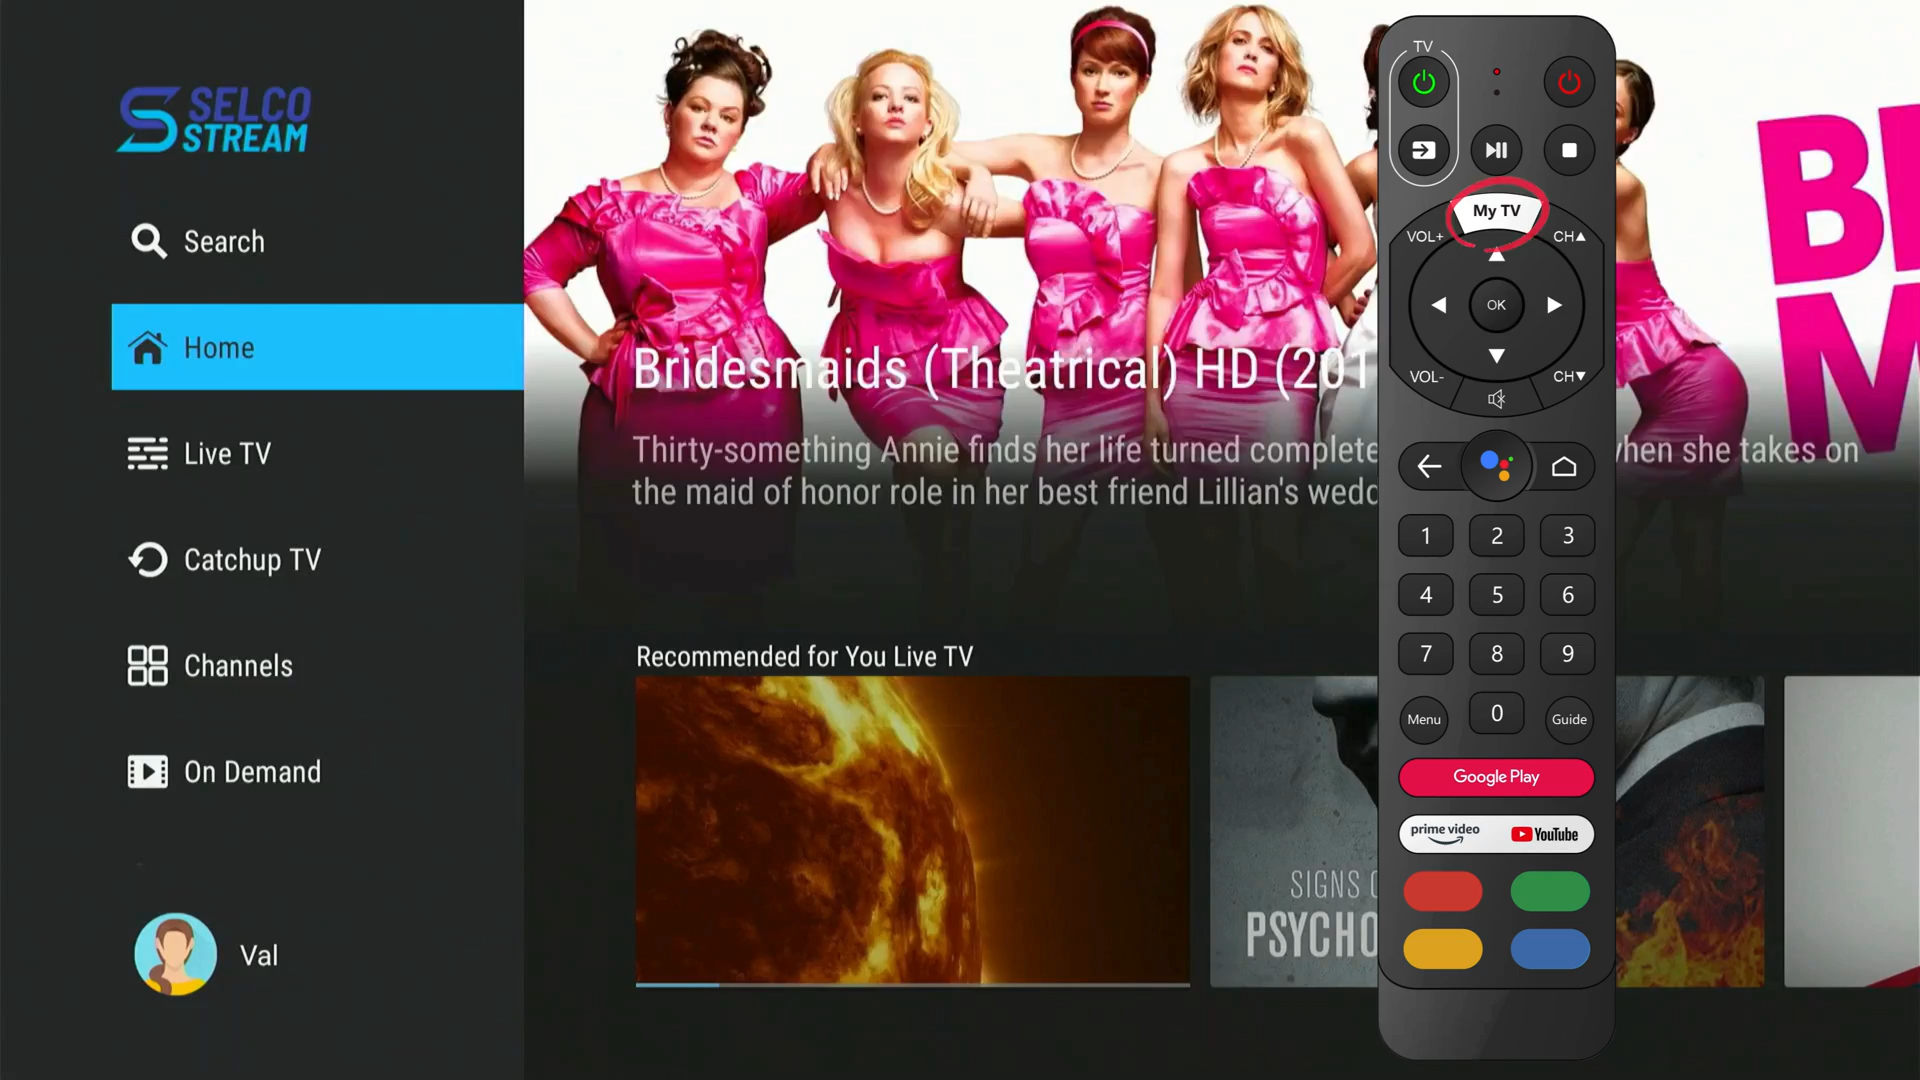 SELCO
STREAM
Search
Home
Live TV
Catchup TV
Channels
On Demand
Val
Bridesmaids (Theatrical) HD (201
Thirty-something Annie finds her life turned complete
hen she takes on
the maid of honor role in her best friend Lillian's wedd
Recommended for You Live TV
SIGNS
PSYCHO
B
M
TV
My TV
VOL+
CH▲
OK
VOL-
CH▼
1 2 3
4 5 6
7 8 9
Menu 0 Guide
Google Play
prime video YouTube